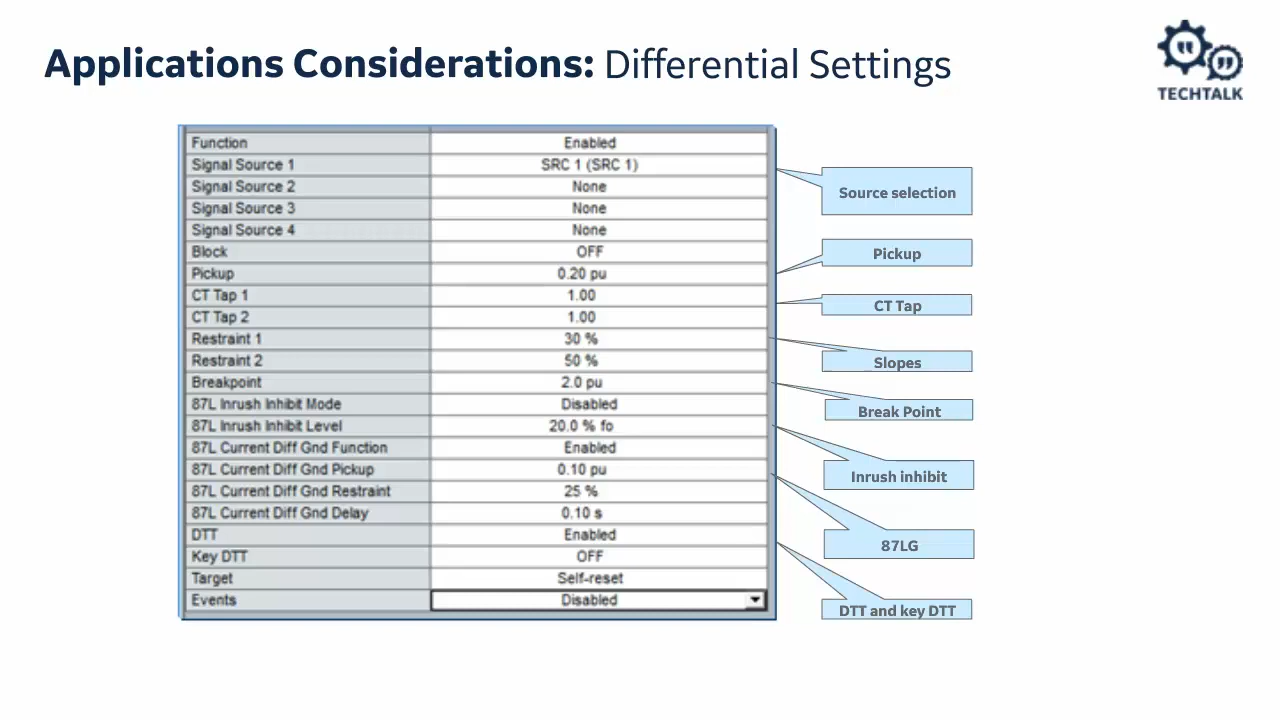 Applications Considerations: Differential Settings
TECHTALK
Function Enabled
Signal Source 1 SRC 1 (SRC 1)
Signal Source 2 None
Signal Source 3 None
Signal Source 4 None
Block OFF
Pickup 0.20 pu
CT Tap 1 1.00
CT Tap 2 1.00
Restraint 1 30 %
Restraint 2 50 %
Breakpoint 2.0 pu
87L Inrush Inhibit Mode Disabled
87L Inrush Inhibit Level 20.0 % fo
87L Current Diff Gnd Function Enabled
87L Current Diff Gnd Pickup 0.10 pu
87L Current Diff Gnd Restraint 25 %
87L Current Diff Gnd Delay 0.10 s
DTT Enabled
Key DTT OFF
Target Self-reset
Events Disabled
Source selection
Pickup
CT Tap
Slopes
Break Point
Inrush inhibit
87LG
DTT and key DTT